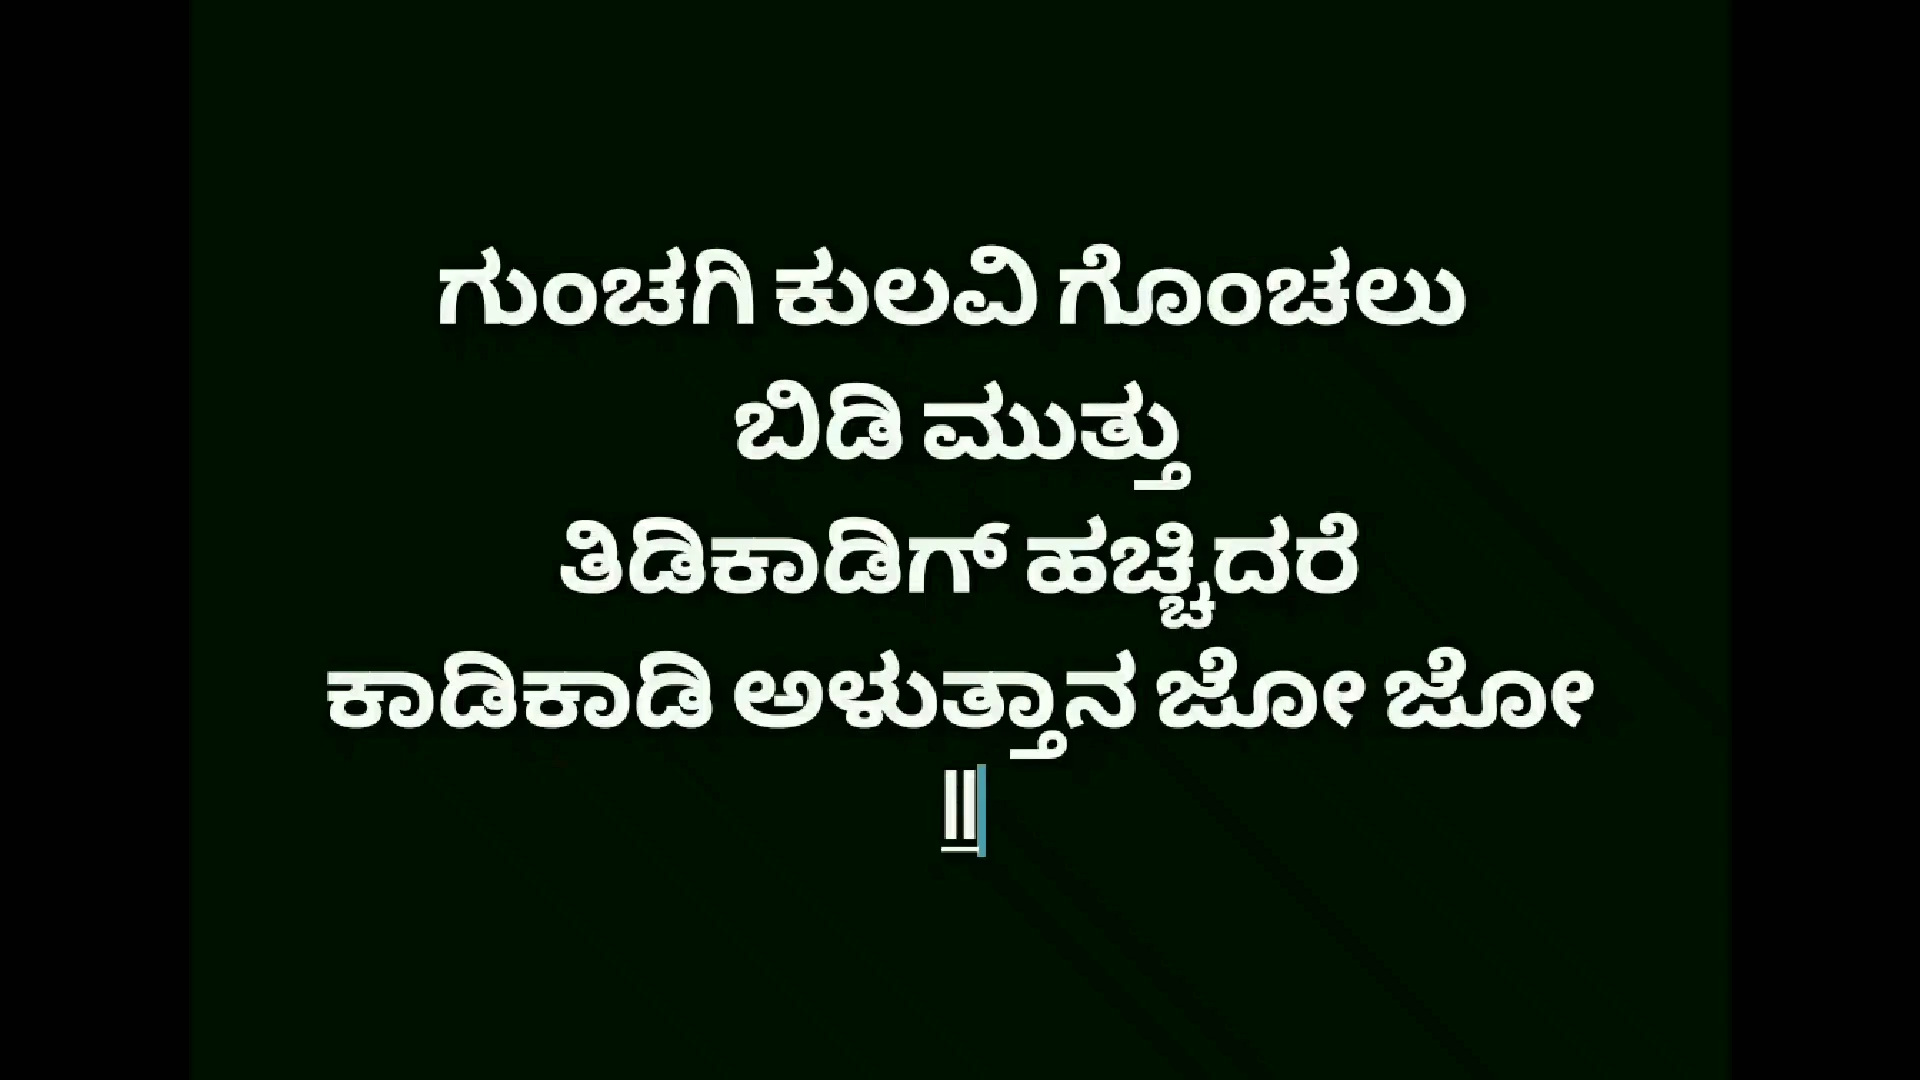 ಗುಂಚಗಿ ಕುಲವಿ ಗೊಂಚಲು
ಬಿಡಿ ಮುತ್ತು
ತಿಡಿಕಾಡಿಗ್ ಹಚ್ಚಿದರೆ
ಕಾಡಿಕಾಡಿ ಅಳುತ್ತಾನ ಜೋ ಜೋ
||